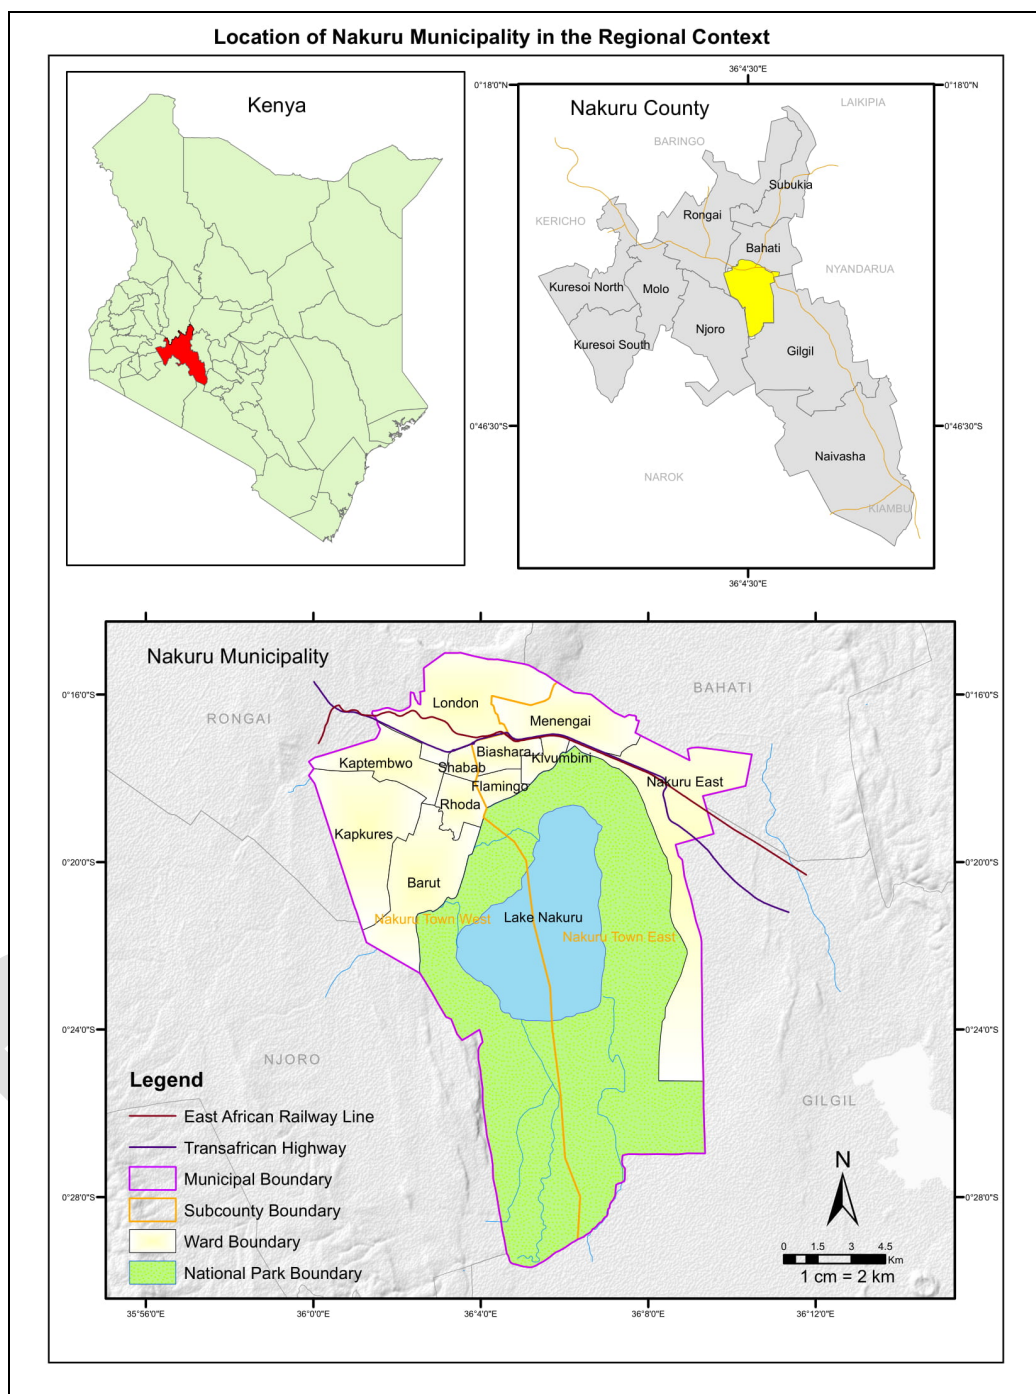 Location of Nakuru Municipality in the Regional Context
Kenya
36°4'30"E
0°18'0"N
0°18'0"N
Nakuru County
LAIKIPIA
BARINGO
Subukia
Rongai
KERICHO
Bahati
NYANDARUA
Kuresoi North
Molo
Njoro
Kuresoi South
Gilgil
0°46'30"S
0°46'30"S
Naivasha
NAROK
KIAMBU
36°4'30"E
Nakuru Municipality
BAHATI
0°16'0"S
0°16'0"S
London
RONGAI
Menengai
Biashara
Kivumbini
Kaptembwo
Shabab
Nakuru East
Flamingo
Rhoda
Kapkures
0°20'0"S
0°20'0"S
Barut
Nakuru Town West
Lake Nakuru
Nakuru Town East
0°24'0"S
0°24'0"S
NJORO
GILGIL
Legend
East African Railway Line
Transafrican Highway
Municipal Boundary
Subcounty Boundary
Ward Boundary
National Park Boundary
N
0°28'0"S
0°28'0"S
0 1.5 3 4.5
Km
1 cm = 2 km
35°56'0"E
36°0'0"E
36°4'0"E
36°8'0"E
36°12'0"E